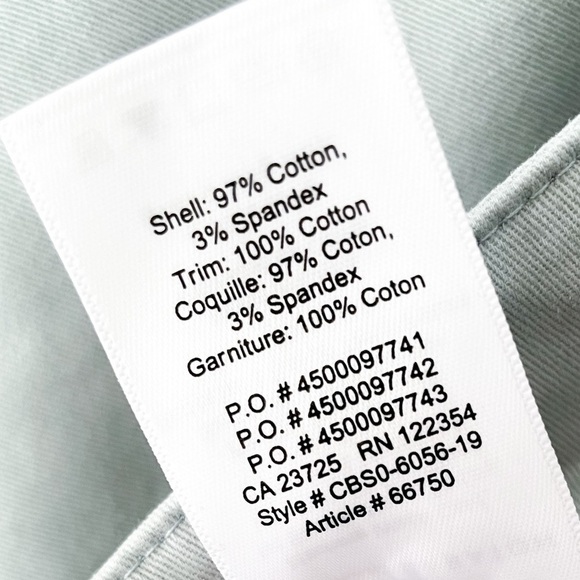 Shell: 97% Cotton,
3% Spandex
Trim: 100% Cotton
Coquille: 97% Coton,
3% Spandex
Garniture: 100% Coton
P.O. # 4500097741
P.O. # 4500097742
P.O. # 4500097743
CA 23725 RN 122354
Style # CBS0-6056-19
Article # 66750